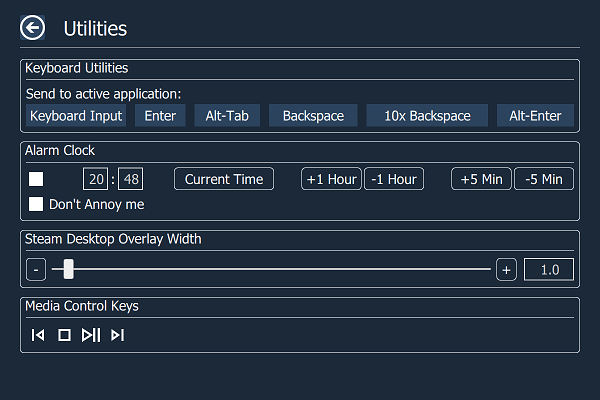 Utilities
Keyboard Utilities
Send to active application:
Keyboard Input Enter Alt-Tab Backspace 10x Backspace Alt-Enter
Alarm Clock
20 : 48 Current Time +1 Hour -1 Hour +5 Min -5 Min
Don't Annoy me
Steam Desktop Overlay Width
- + 1.0
Media Control Keys